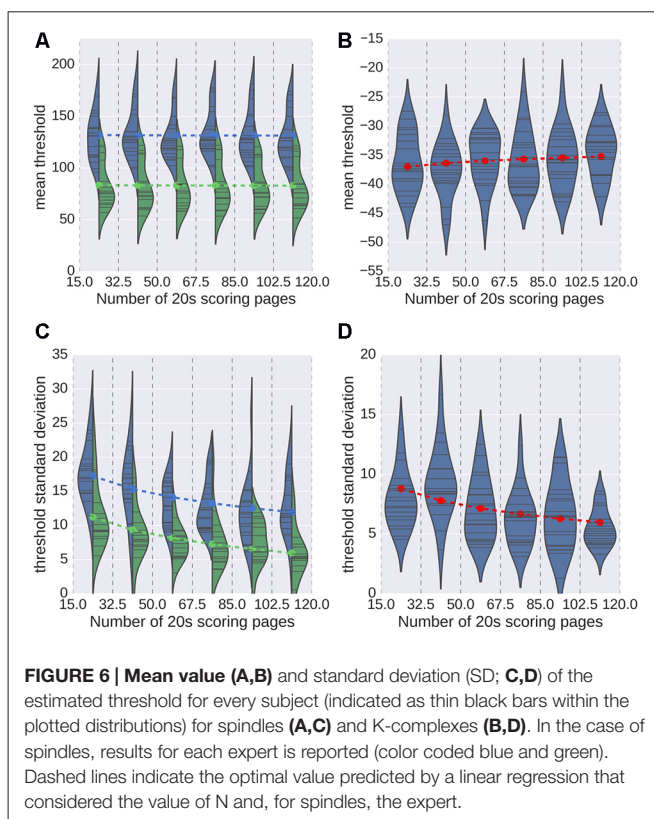 A
B
200
150
100
50
0
mean threshold
15.0 32.5 50.0 67.5 85.0 102.5 120.0
Number of 20s scoring pages
−15
−20
−25
−30
−35
−40
−45
−50
−55
mean threshold
15.0 32.5 50.0 67.5 85.0 102.5 120.0
Number of 20s scoring pages
C
D
35
30
25
20
15
10
5
0
threshold standard deviation
15.0 32.5 50.0 67.5 85.0 102.5 120.0
Number of 20s scoring pages
20
15
10
5
0
threshold standard deviation
15.0 32.5 50.0 67.5 85.0 102.5 120.0
Number of 20s scoring pages
FIGURE 6 | Mean value (A,B) and standard deviation (SD; C,D) of the
estimated threshold for every subject (indicated as thin black bars within the
plotted distributions) for spindles (A,C) and K-complexes (B,D). In the case of
spindles, results for each expert is reported (color coded blue and green).
Dashed lines indicate the optimal value predicted by a linear regression that
considered the value of N and, for spindles, the expert.